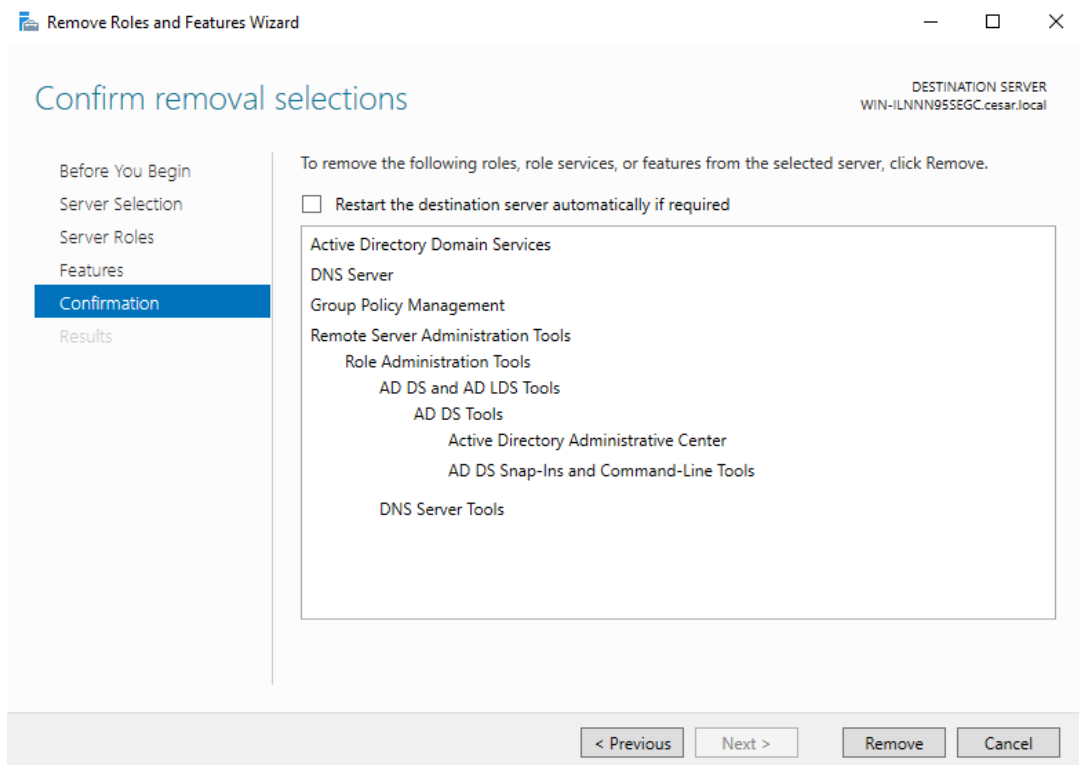 Remove Roles and Features Wizard
Confirm removal selections
DESTINATION SERVER
WIN-ILNNN95SEGC.cesar.local
Before You Begin
Server Selection
Server Roles
Features
Confirmation
Results
To remove the following roles, role services, or features from the selected server, click Remove.
Restart the destination server automatically if required
Active Directory Domain Services
DNS Server
Group Policy Management
Remote Server Administration Tools
Role Administration Tools
AD DS and AD LDS Tools
AD DS Tools
Active Directory Administrative Center
AD DS Snap-Ins and Command-Line Tools
DNS Server Tools
< Previous
Next >
Remove
Cancel